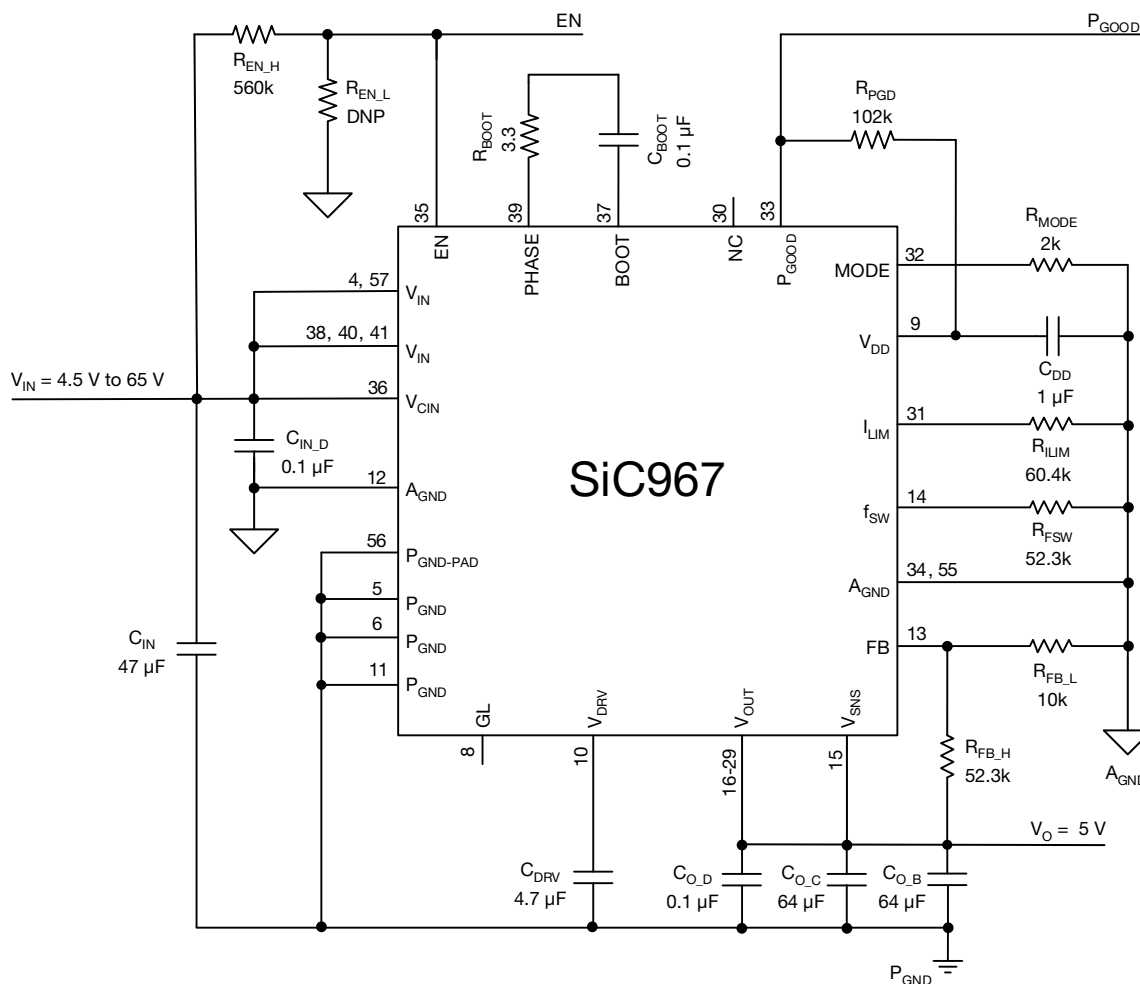 EN
P_GOOD
R_EN_H
560k
R_EN_L
DNP
R_BOOT
3.3
C_BOOT
0.1 µF
R_PGD
102k
35
39
37
30
33
EN
PHASE
BOOT
NC
P_GOOD
R_MODE
2k
MODE
32
4, 57
V_IN
38, 40, 41
V_IN
V_DD
9
C_DD
1 µF
V_IN = 4.5 V to 65 V
36
V_CIN
I_LIM
31
R_ILIM
60.4k
C_IN_D
0.1 µF
SiC967
12
A_GND
f_SW
14
R_FSW
52.3k
56
P_GND-PAD
A_GND
34, 55
5
P_GND
6
P_GND
11
P_GND
FB
13
R_FB_L
10k
C_IN
47 µF
GL
V_DRV
V_OUT
V_SNS
8
10
16-29
15
R_FB_H
52.3k
A_GND
V_O = 5 V
C_DRV
4.7 µF
C_O_D
0.1 µF
C_O_C
64 µF
C_O_B
64 µF
P_GND